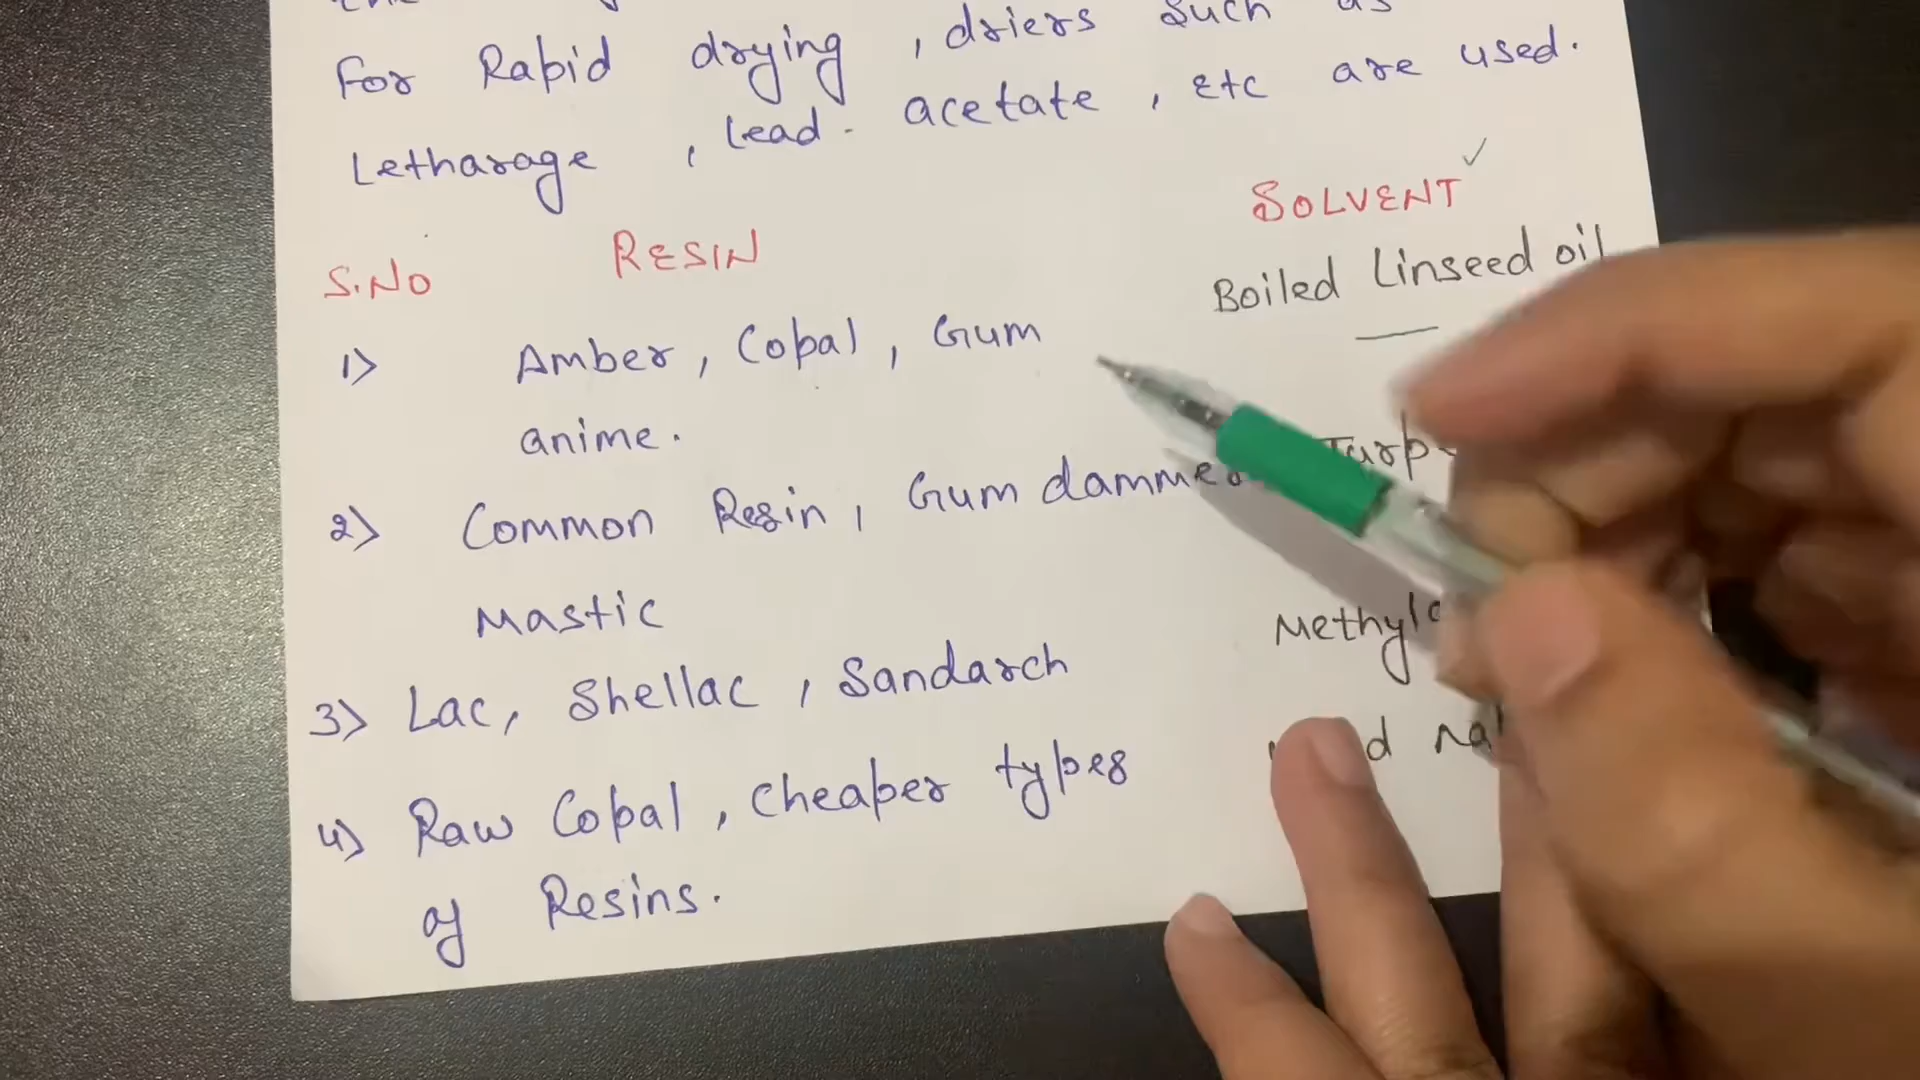 For Rapid drying, driers such as
Letharage, lead - acetate, etc are used.
S.NO RESIN SOLVENT
1) Amber, Copal, Gum Boiled Linseed oil
anime.
2) Common Resin, Gum dammer
Mastic
3) Lac, Shellac, Sandarch
4) Raw Copal, Cheaper types
of Resins.